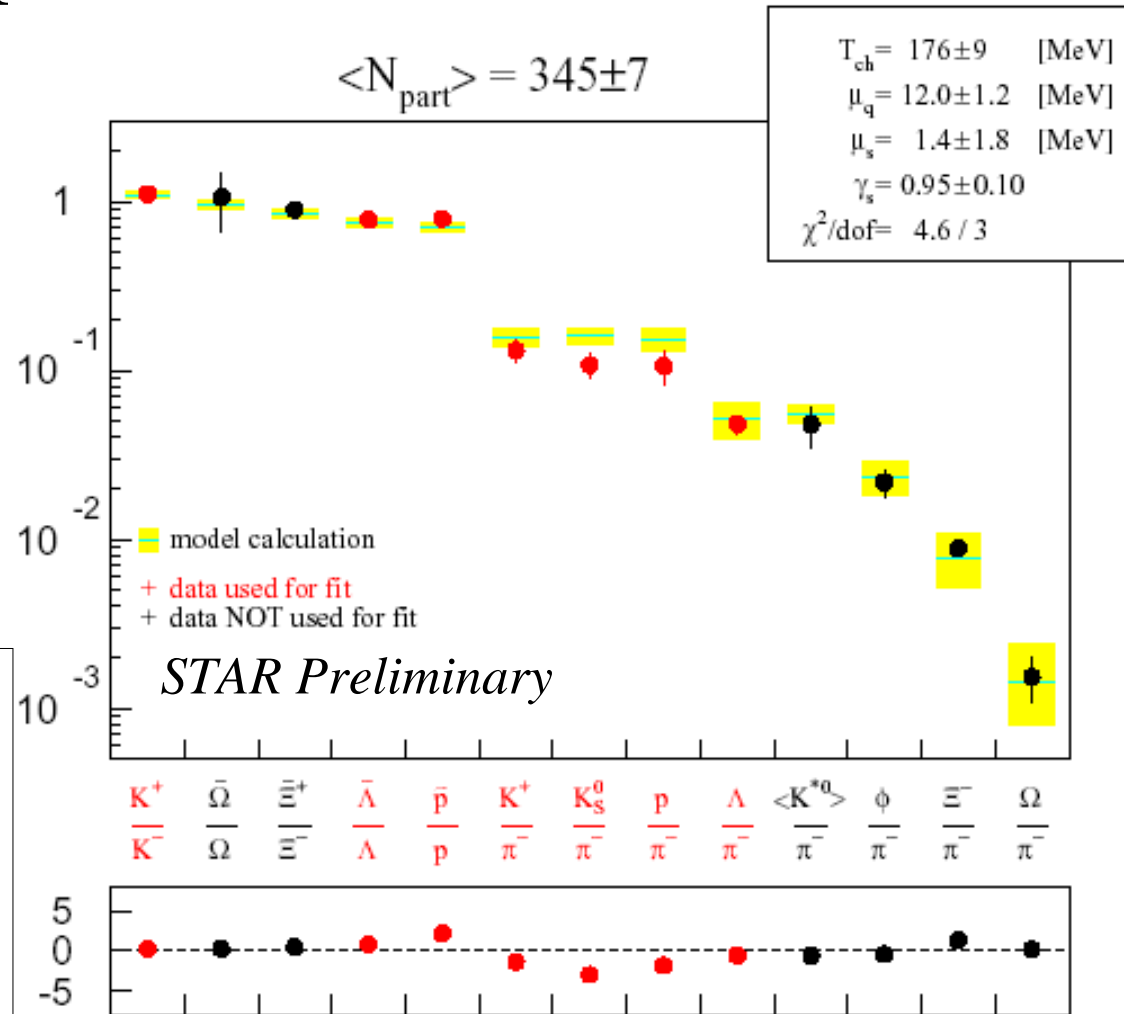 <N_part> = 345±7
T_ch= 176±9 [MeV]
μ_q= 12.0±1.2 [MeV]
μ_s= 1.4±1.8 [MeV]
γ_s= 0.95±0.10
χ²/dof= 4.6 / 3
1
10^-1
10^-2
10^-3
model calculation
+ data used for fit
+ data NOT used for fit
STAR Preliminary
K⁺ Ω̄ Ξ̄⁺ Λ̄ p̄ K⁺ K⁰_S p Λ <K*⁰> ϕ Ξ⁻ Ω
K⁻ Ω Ξ⁻ Λ p π⁻ π⁻ π⁻ π⁻ π⁻ π⁻ π⁻ π⁻
5
0
-5